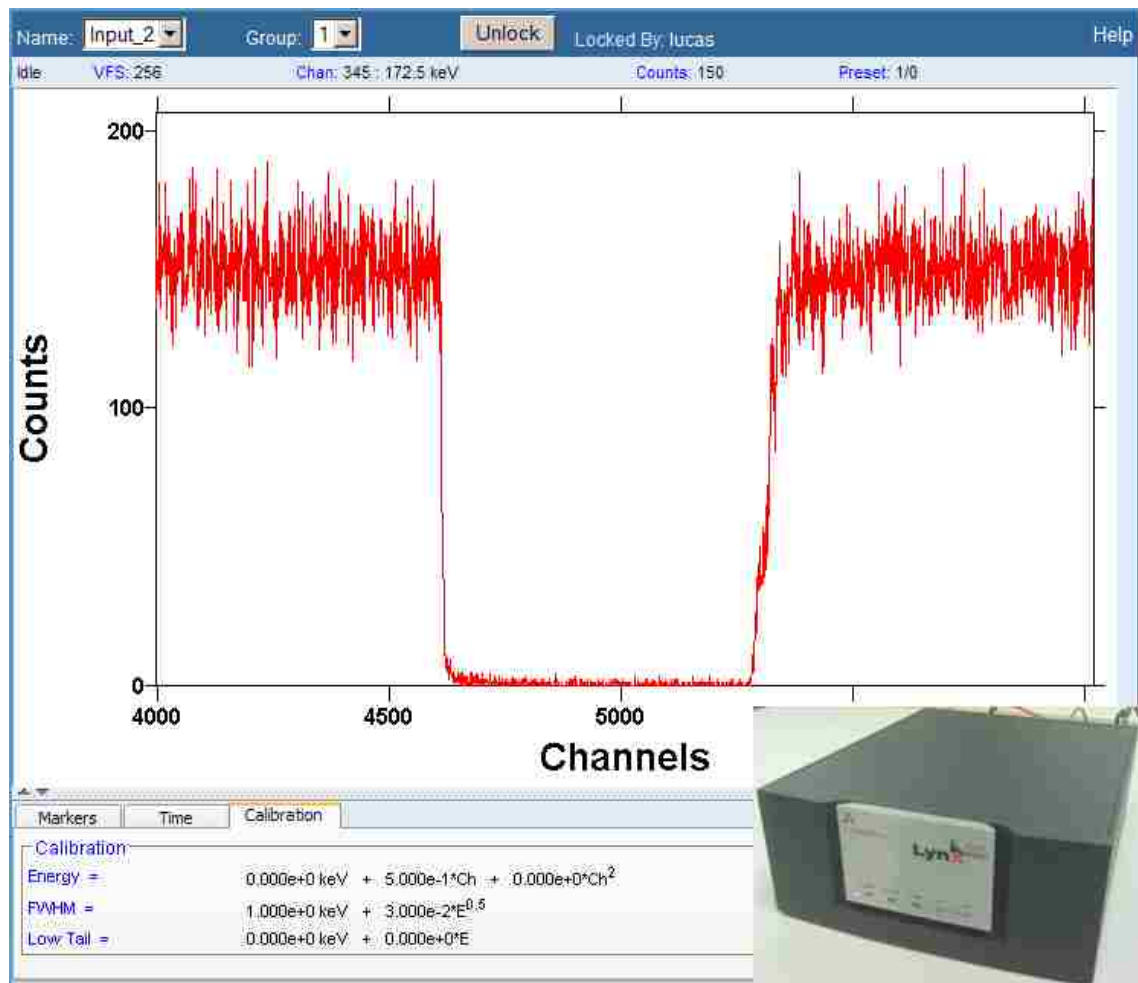 Name: Input_2 Group: 1 Unlock Locked By: lucas Help
Idle VFS: 256 Chan: 345 : 172.5 keV Counts: 150 Preset: 1/0
200
100
0
Counts
4000 4500 5000
Channels
Markers Time Calibration
Calibration
Energy = 0.000e+0 keV + 5.000e-1*Ch + 0.000e+0*Ch²
FWHM = 1.000e+0 keV + 3.000e-2*E^0.5
Low Tail = 0.000e+0 keV + 0.000e+0*E
Lynx